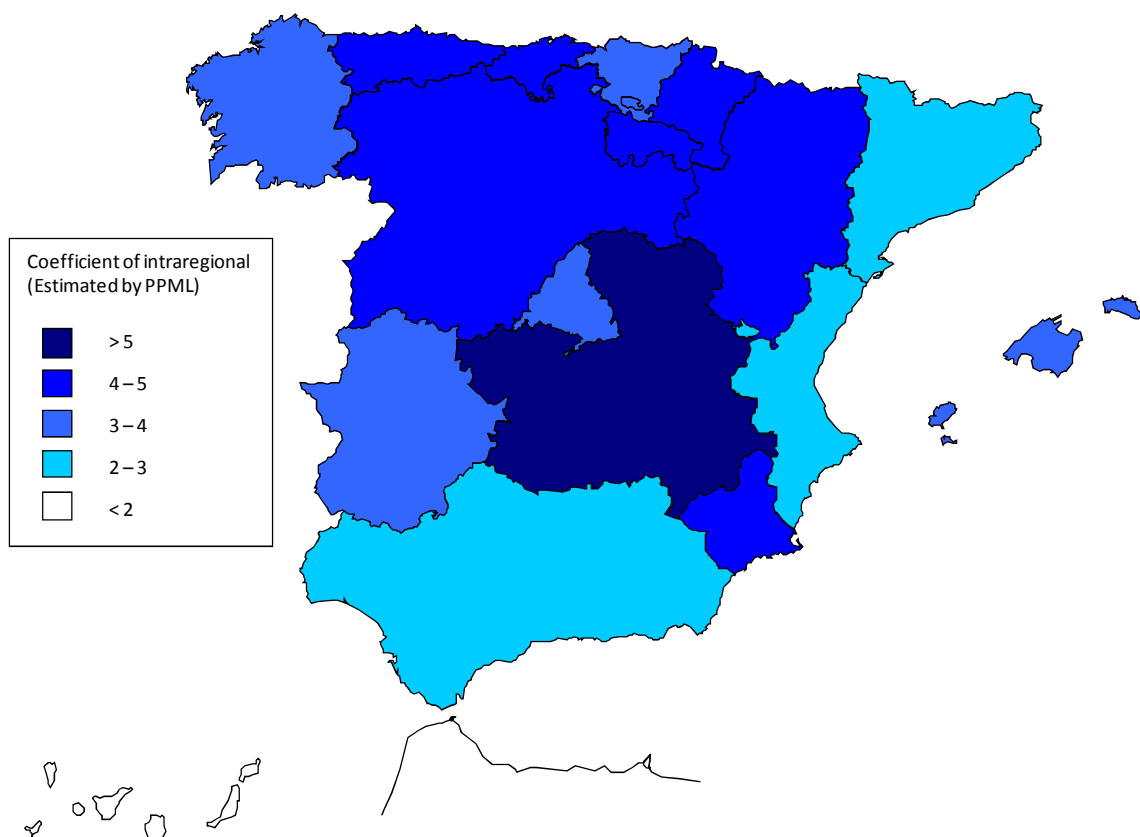 Coefficient of intraregional
(Estimated by PPML)
> 5
4 – 5
3 – 4
2 – 3
< 2